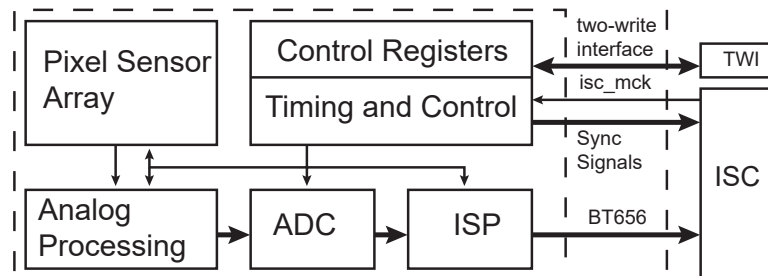 Pixel Sensor
Array
Control Registers
Timing and Control
two-write
interface
TWI
isc_mck
Sync
Signals
ISC
Analog
Processing
ADC
ISP
BT656